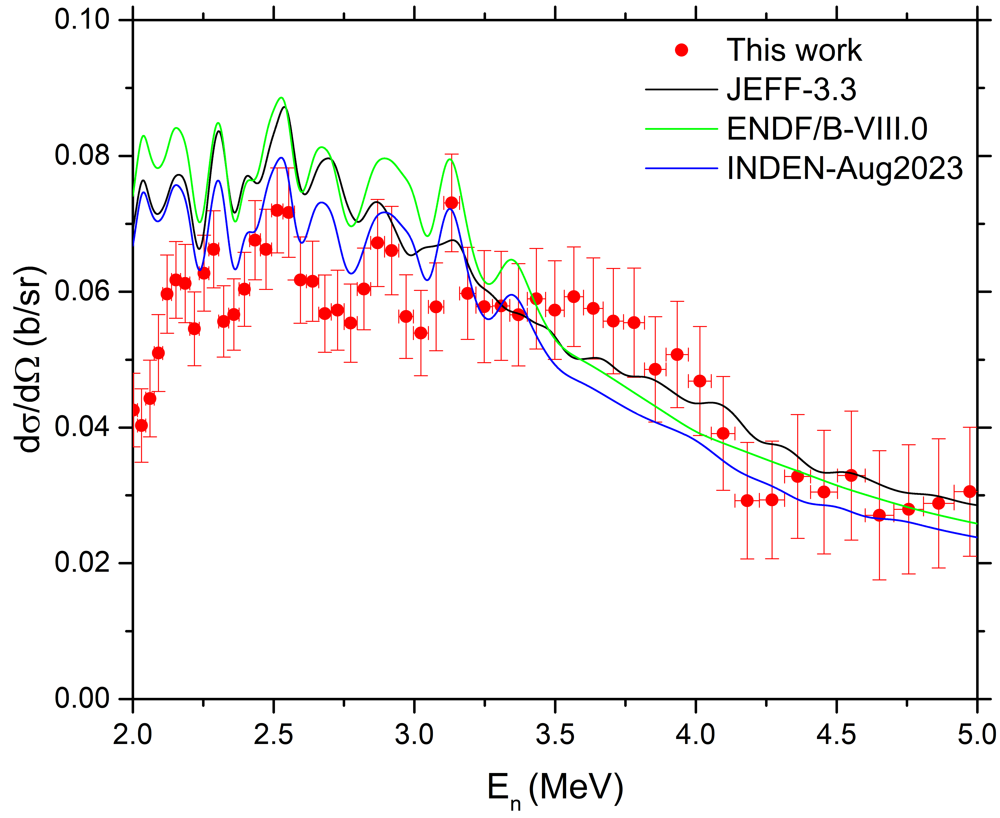 0.10
0.08
0.06
0.04
0.02
0.00
dσ/dΩ (b/sr)
This work
JEFF-3.3
ENDF/B-VIII.0
INDEN-Aug2023
2.0 2.5 3.0 3.5 4.0 4.5 5.0
En (MeV)